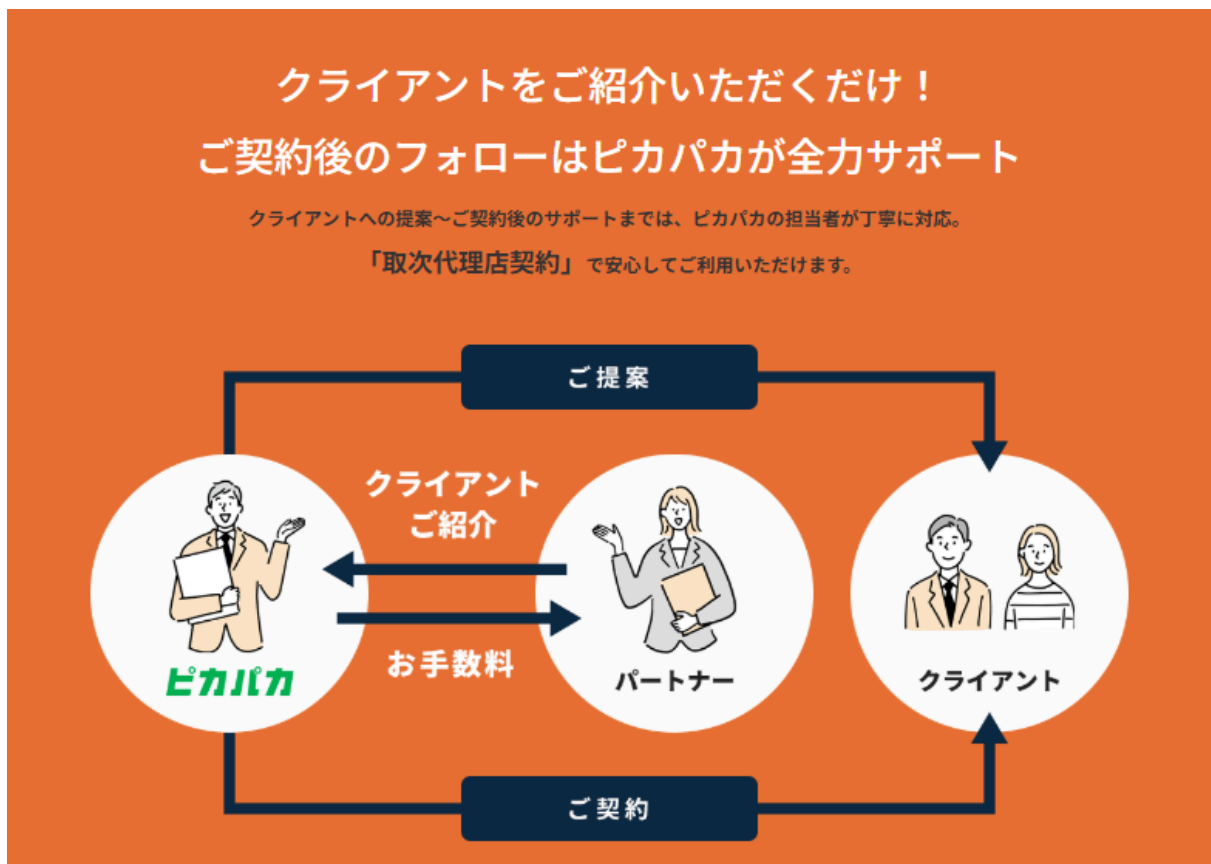 クライアントをご紹介いただくだけ！
ご契約後のフォローはピカパカが全力サポート
クライアントへの提案～ご契約後のサポートまでは、ピカパカの担当者が丁寧に対応。
「取次代理店契約」で安心してご利用いただけます。
ご提案
クライアント
ご紹介
お手数料
ピカパカ
パートナー
クライアント
ご契約